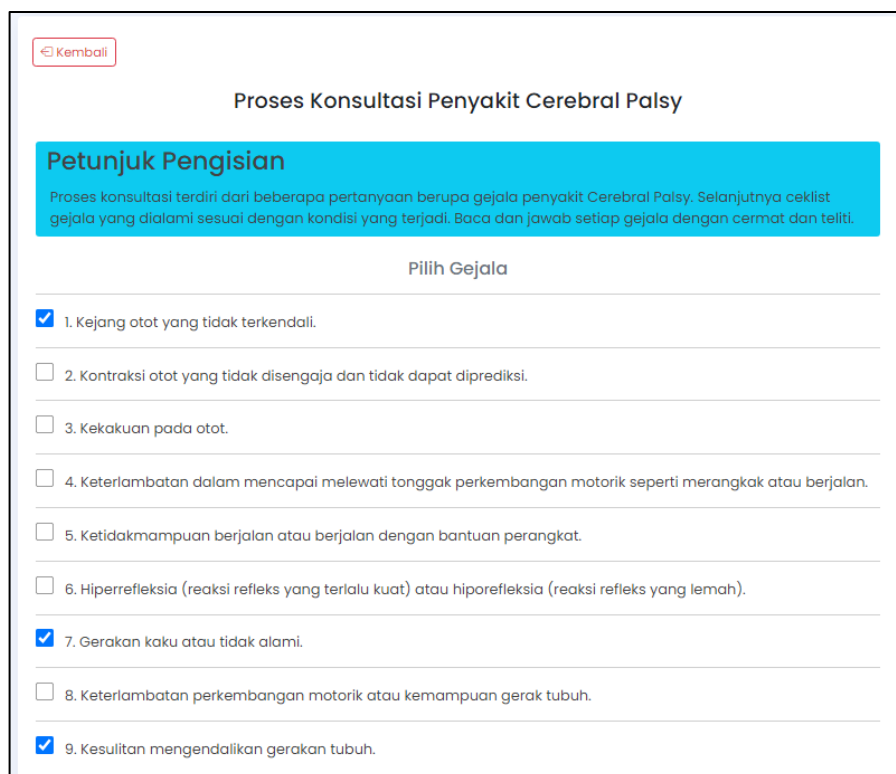 Kembali
Proses Konsultasi Penyakit Cerebral Palsy
Petunjuk Pengisian
Proses konsultasi terdiri dari beberapa pertanyaan berupa gejala penyakit Cerebral Palsy. Selanjutnya ceklist
gejala yang dialami sesuai dengan kondisi yang terjadi. Baca dan jawab setiap gejala dengan cermat dan teliti.
Pilih Gejala
1. Kejang otot yang tidak terkendali.
2. Kontraksi otot yang tidak disengaja dan tidak dapat diprediksi.
3. Kekakuan pada otot.
4. Keterlambatan dalam mencapai melewati tonggak perkembangan motorik seperti merangkak atau berjalan.
5. Ketidakmampuan berjalan atau berjalan dengan bantuan perangkat.
6. Hiperrefleksia (reaksi refleks yang terlalu kuat) atau hiporefleksia (reaksi refleks yang lemah).
7. Gerakan kaku atau tidak alami.
8. Keterlambatan perkembangan motorik atau kemampuan gerak tubuh.
9. Kesulitan mengendalikan gerakan tubuh.